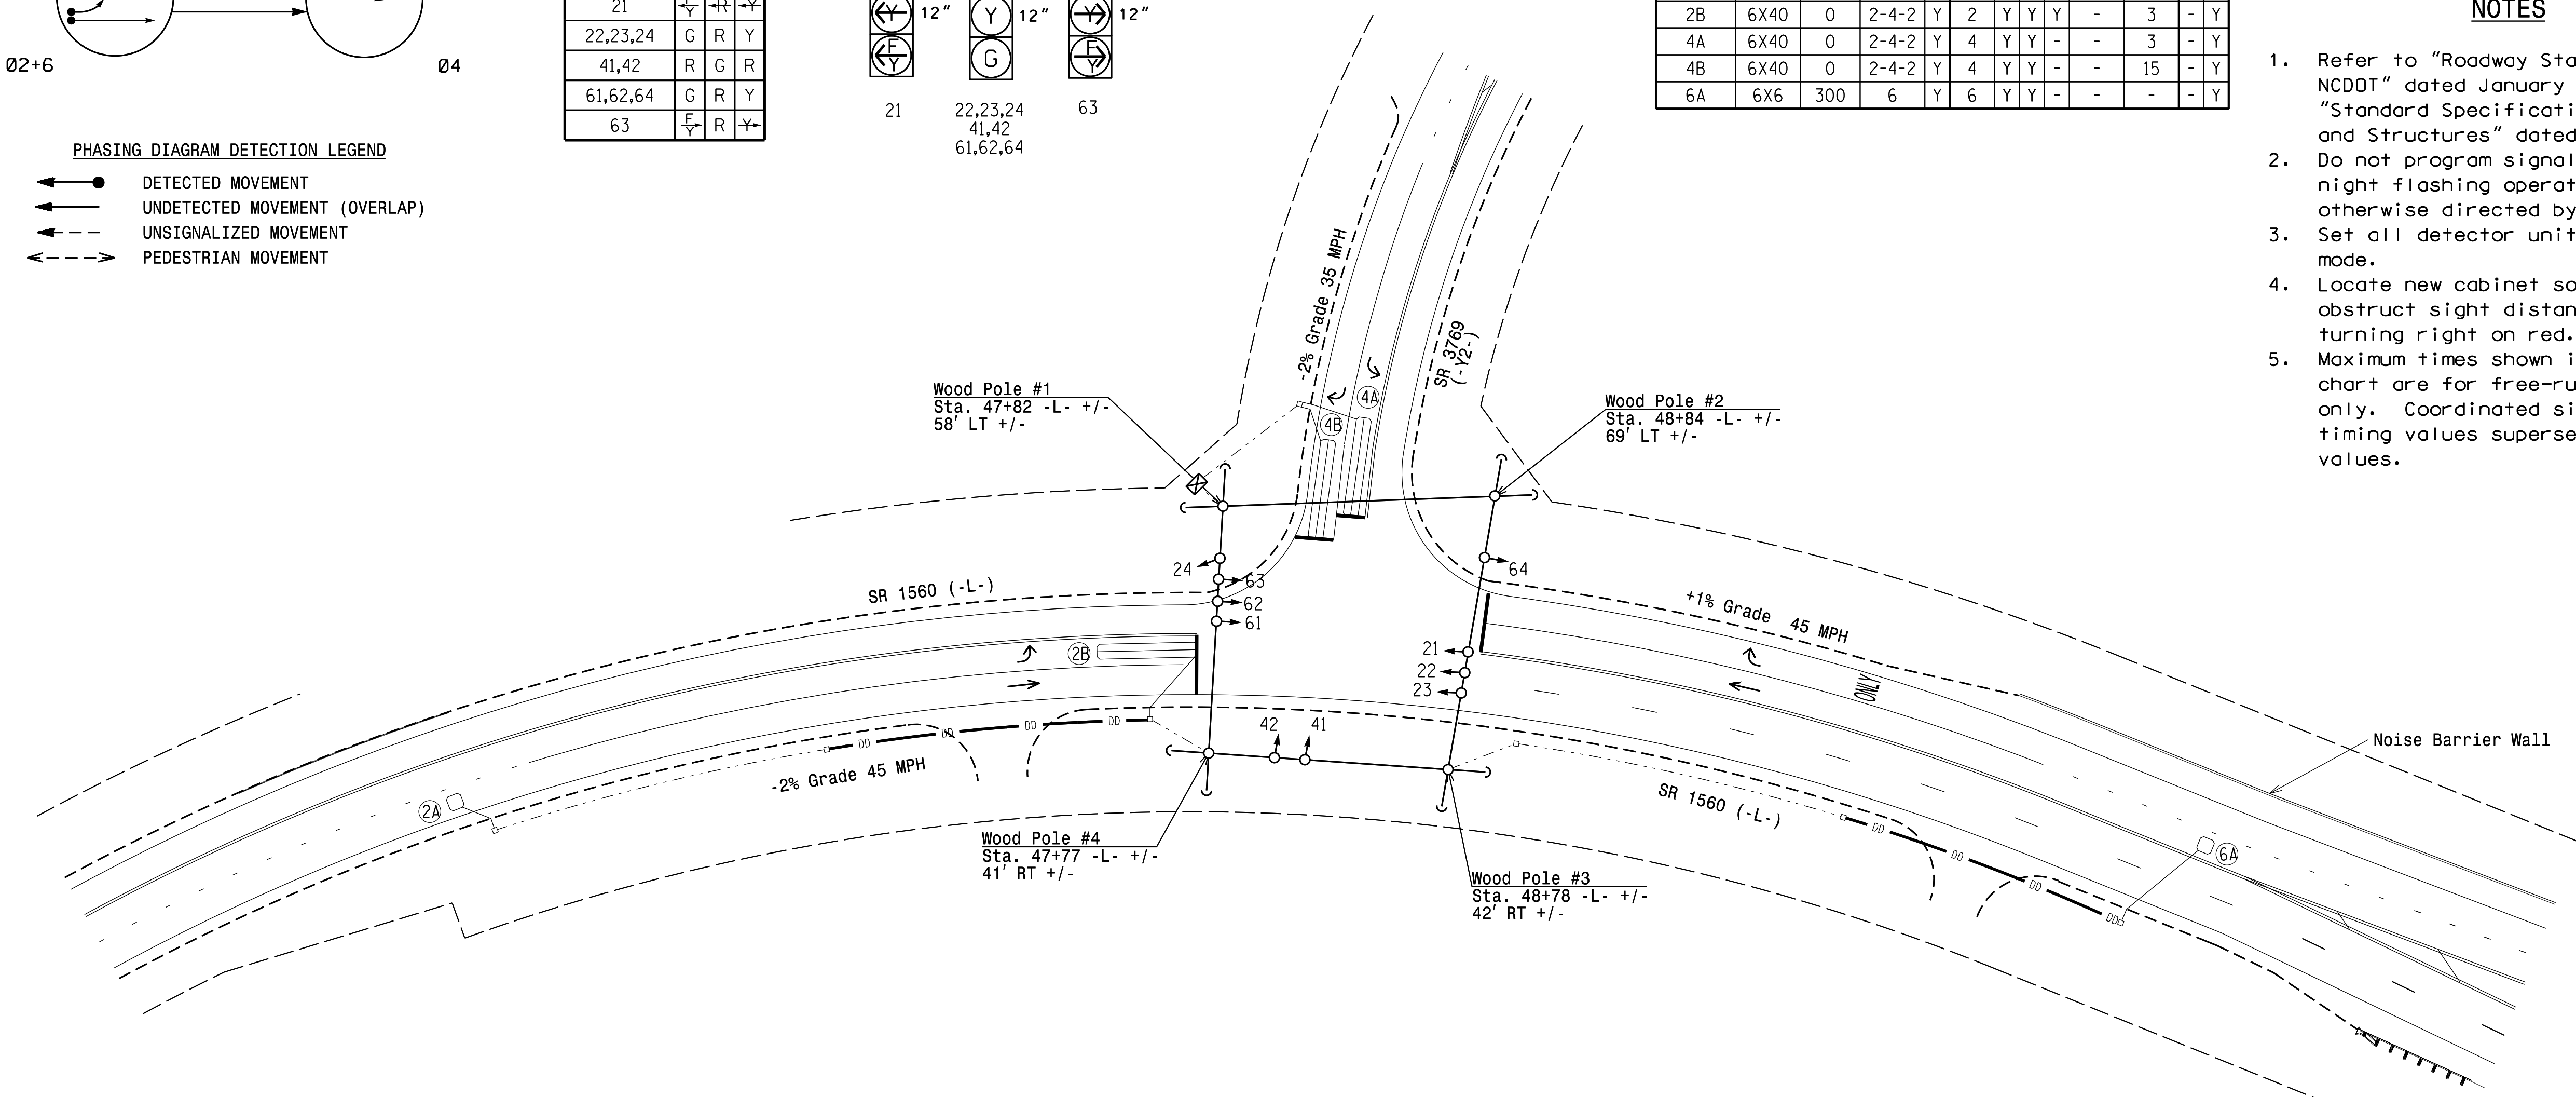 02+6
04
PHASING DIAGRAM DETECTION LEGEND
DETECTED MOVEMENT
UNDETECTED MOVEMENT (OVERLAP)
UNSIGNALIZED MOVEMENT
PEDESTRIAN MOVEMENT
21 Y R Y
22,23,24 G R Y
41,42 R G R
61,62,64 G R Y
63 F Y R Y
Y 12" Y 12" Y 12"
F Y G F Y
21 22,23,24 63
41,42
61,62,64
2B 6X40 0 2-4-2 Y 2 Y Y Y - 3 - Y
4A 6X40 0 2-4-2 Y 4 Y Y - - 3 - Y
4B 6X40 0 2-4-2 Y 4 Y Y - - 15 - Y
6A 6X6 300 6 Y 6 Y Y - - - - Y
NOTES
1. Refer to "Roadway Sta
NCDOT" dated January
"Standard Specificati
and Structures" dated
2. Do not program signal
night flashing operat
otherwise directed by
3. Set all detector unit
mode.
4. Locate new cabinet so
obstruct sight distan
turning right on red.
5. Maximum times shown i
chart are for free-ru
only. Coordinated si
timing values superse
values.
-2% Grade 35 MPH
SR 3769
(-Y2-)
4A
4B
Wood Pole #1
Sta. 47+82 -L- +/-
58' LT +/-
Wood Pole #2
Sta. 48+84 -L- +/-
69' LT +/-
24
63
62
61
64
21
22
23
42
41
SR 1560 (-L-)
+1% Grade 45 MPH
2B
ONLY
DD
DD
DD
DD
-2% Grade 45 MPH
2A
Noise Barrier Wall
SR 1560 (-L-)
DD
DD
DD
DD
6A
Wood Pole #4
Sta. 47+77 -L- +/-
41' RT +/-
Wood Pole #3
Sta. 48+78 -L- +/-
42' RT +/-